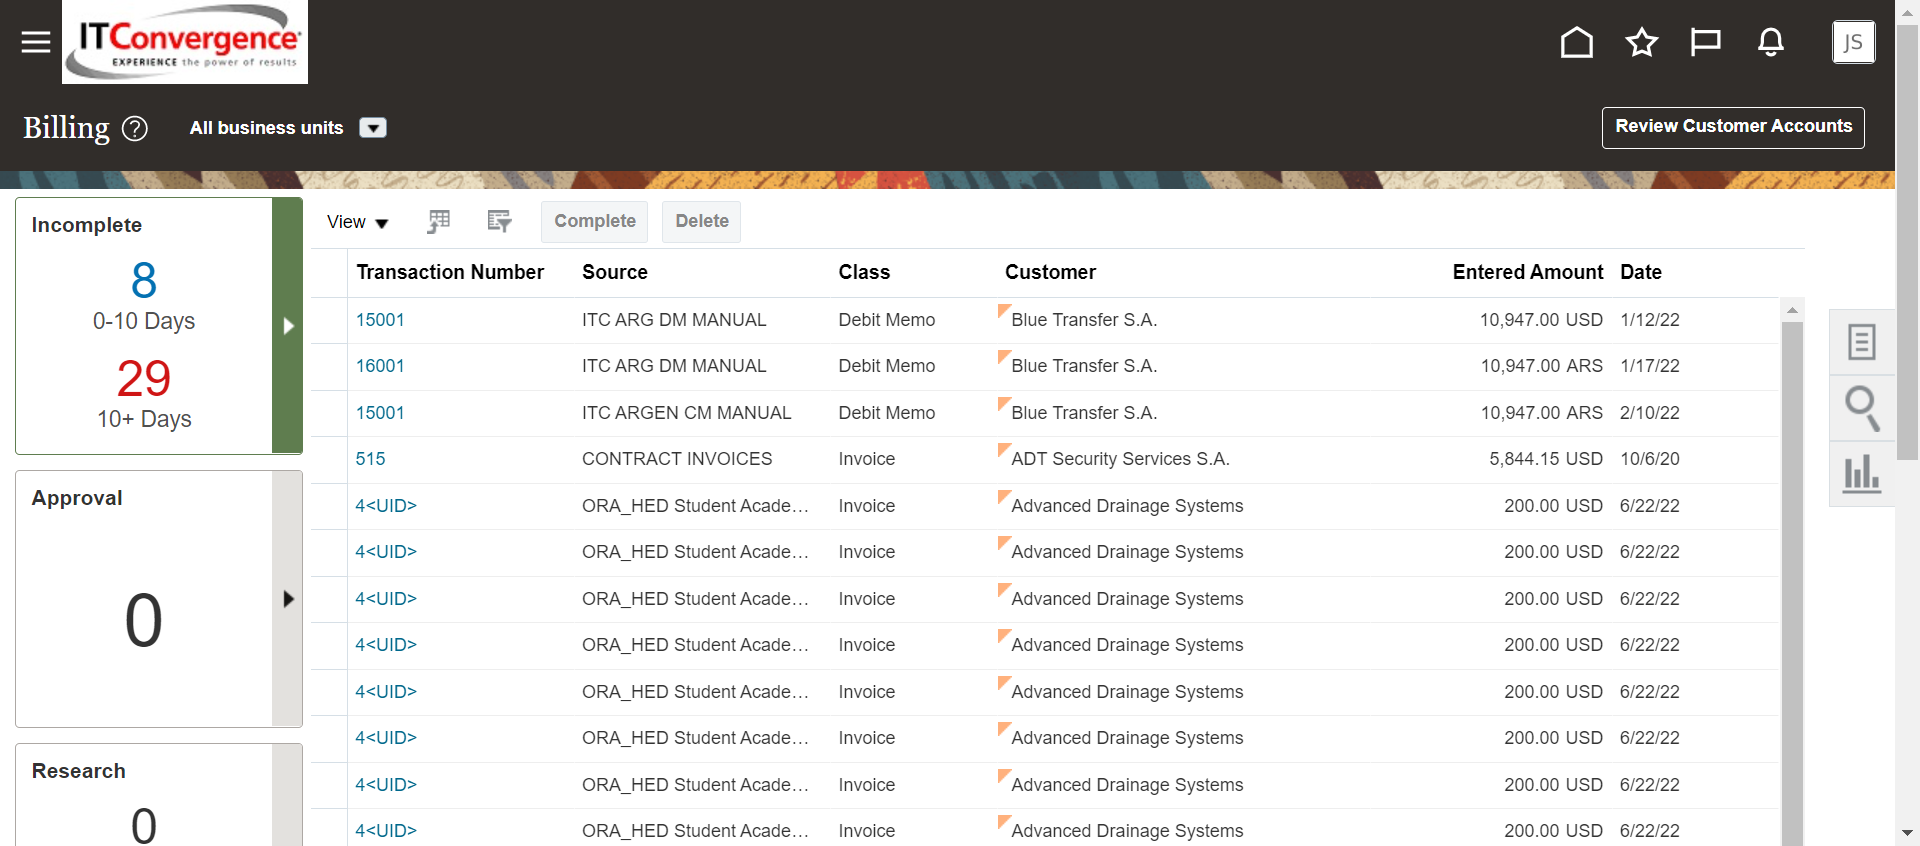 ITConvergence
EXPERIENCE the power of results
JS
Billing ? All business units
Review Customer Accounts
Incomplete
8
0-10 Days
29
10+ Days
Approval
0
Research
0
View Complete Delete
Transaction Number Source Class Customer Entered Amount Date
15001 ITC ARG DM MANUAL Debit Memo Blue Transfer S.A. 10,947.00 USD 1/12/22
16001 ITC ARG DM MANUAL Debit Memo Blue Transfer S.A. 10,947.00 ARS 1/17/22
15001 ITC ARGEN CM MANUAL Debit Memo Blue Transfer S.A. 10,947.00 ARS 2/10/22
515 CONTRACT INVOICES Invoice ADT Security Services S.A. 5,844.15 USD 10/6/20
4<UID> ORA_HED Student Acade... Invoice Advanced Drainage Systems 200.00 USD 6/22/22
4<UID> ORA_HED Student Acade... Invoice Advanced Drainage Systems 200.00 USD 6/22/22
4<UID> ORA_HED Student Acade... Invoice Advanced Drainage Systems 200.00 USD 6/22/22
4<UID> ORA_HED Student Acade... Invoice Advanced Drainage Systems 200.00 USD 6/22/22
4<UID> ORA_HED Student Acade... Invoice Advanced Drainage Systems 200.00 USD 6/22/22
4<UID> ORA_HED Student Acade... Invoice Advanced Drainage Systems 200.00 USD 6/22/22
4<UID> ORA_HED Student Acade... Invoice Advanced Drainage Systems 200.00 USD 6/22/22
4<UID> ORA_HED Student Acade... Invoice Advanced Drainage Systems 200.00 USD 6/22/22